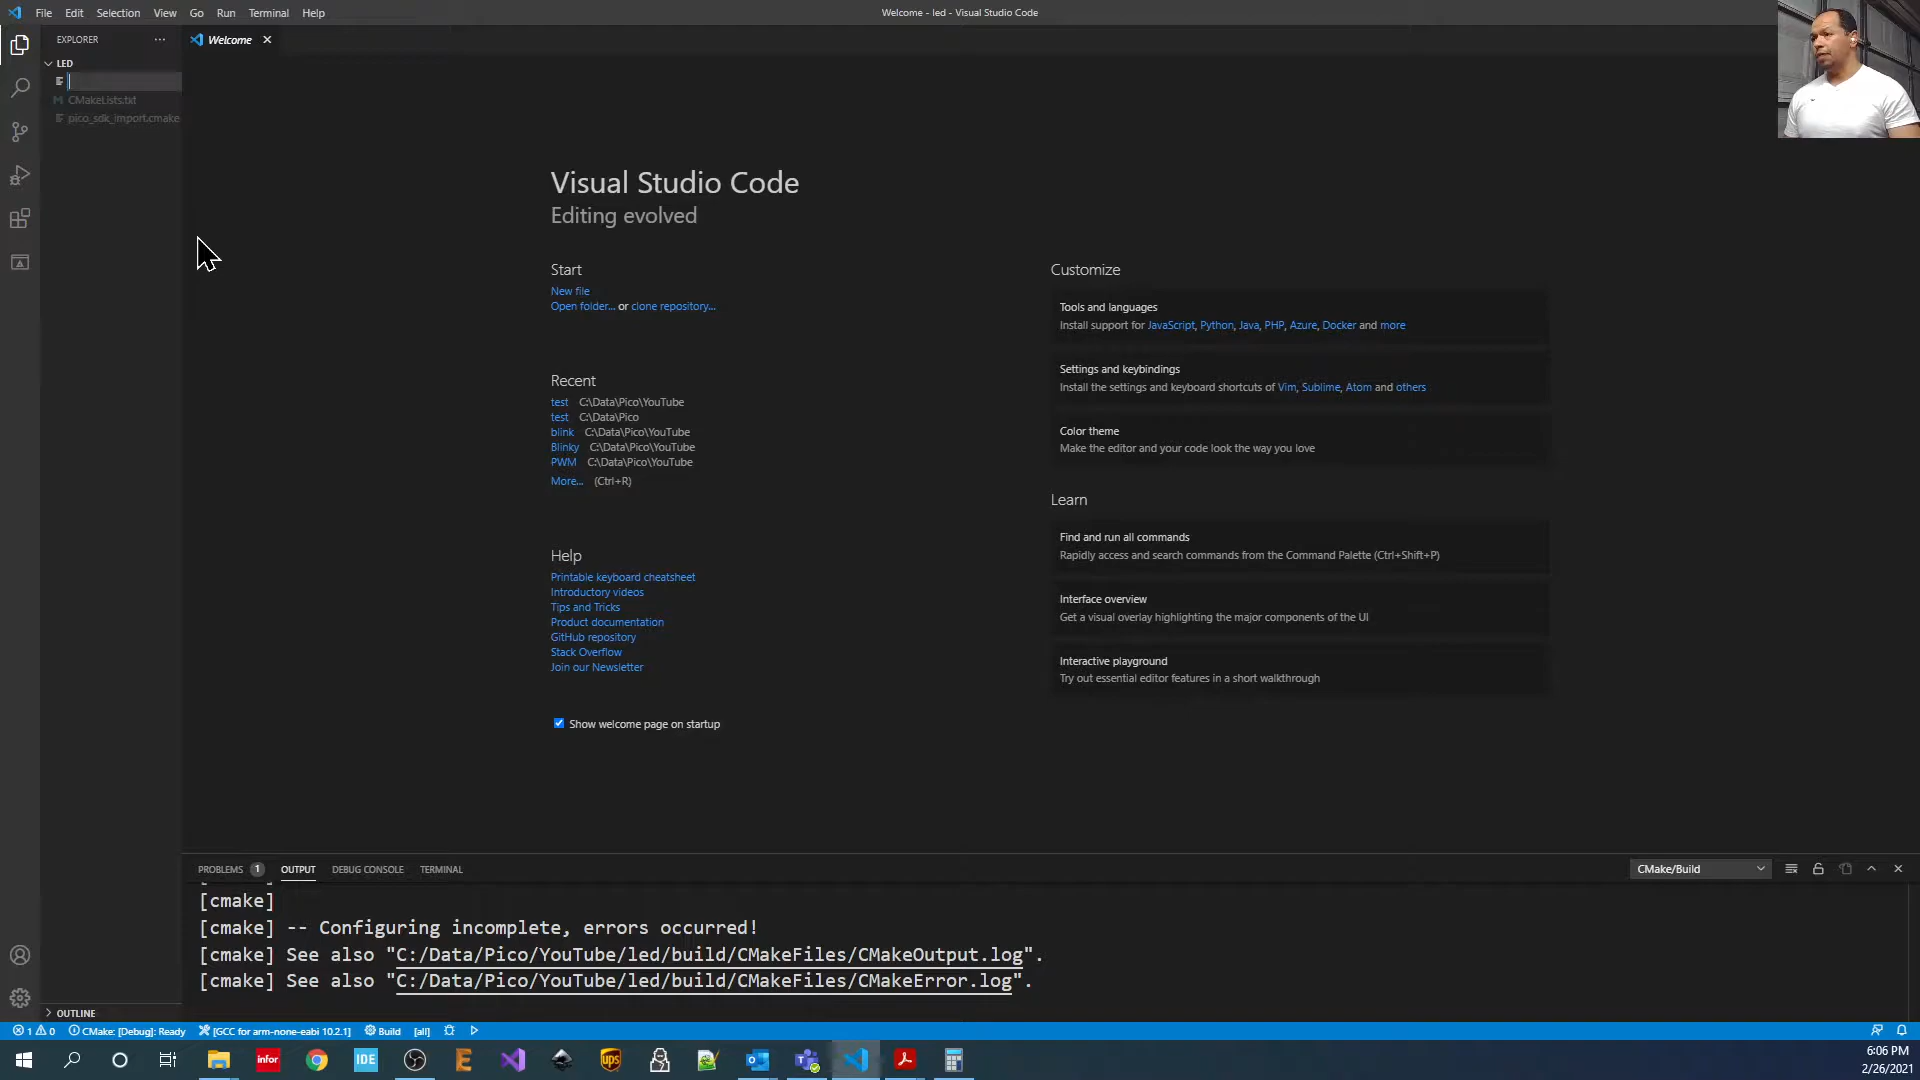 File Edit Selection View Go Run Terminal Help
Welcome - led - Visual Studio Code
EXPLORER ...
Welcome
LED
CMakeLists.txt
pico_sdk_import.cmake
Visual Studio Code
Editing evolved
Start
New file
Open folder... or clone repository...
Recent
test C:\Data\Pico\YouTube
test C:\Data\Pico
blink C:\Data\Pico\YouTube
Blinky C:\Data\Pico\YouTube
PWM C:\Data\Pico\YouTube
More... (Ctrl+R)
Help
Printable keyboard cheatsheet
Introductory videos
Tips and Tricks
Product documentation
GitHub repository
Stack Overflow
Join our Newsletter
Show welcome page on startup
Customize
Tools and languages
Install support for JavaScript, Python, Java, PHP, Azure, Docker and more
Settings and keybindings
Install the settings and keyboard shortcuts of Vim, Sublime, Atom and others
Color theme
Make the editor and your code look the way you love
Learn
Find and run all commands
Rapidly access and search commands from the Command Palette (Ctrl+Shift+P)
Interface overview
Get a visual overlay highlighting the major components of the UI
Interactive playground
Try out essential editor features in a short walkthrough
PROBLEMS 1 OUTPUT DEBUG CONSOLE TERMINAL
CMake/Build
[cmake]
[cmake] -- Configuring incomplete, errors occurred!
[cmake] See also "C:/Data/Pico/YouTube/led/build/CMakeFiles/CMakeOutput.log".
[cmake] See also "C:/Data/Pico/YouTube/led/build/CMakeFiles/CMakeError.log".
OUTLINE
1 0 CMake: [Debug]: Ready [GCC for arm-none-eabi 10.2.1] Build [all]
infor IDE ups
6:06 PM
2/26/2021